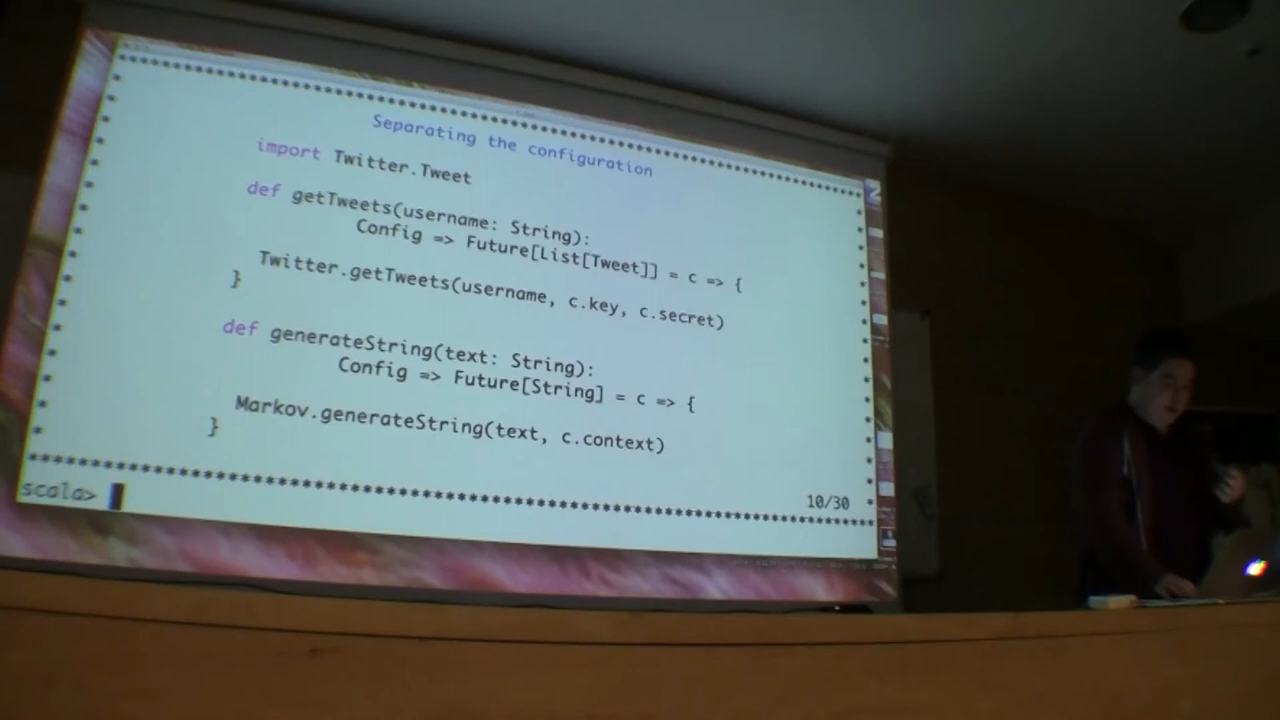 Separating the configuration
import Twitter.Tweet
def getTweets(username: String):
Config => Future[List[Tweet]] = c => {
Twitter.getTweets(username, c.key, c.secret)
}
def generateString(text: String):
Config => Future[String] = c => {
Markov.generateString(text, c.context)
}
10/30
scala>